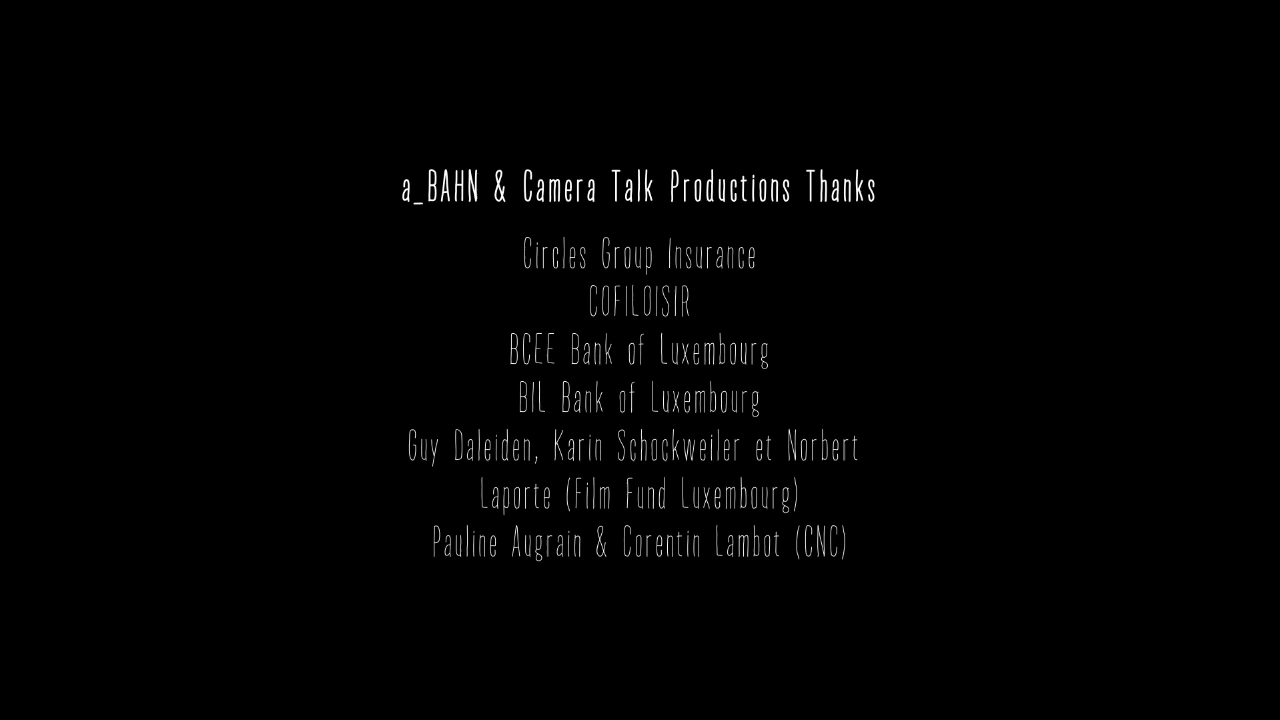 a_BAHN & Camera Talk Productions Thanks
Circles Group Insurance
COFILOISIR
BCEE Bank of Luxembourg
BIL Bank of Luxembourg
Guy Daleiden, Karin Schockweiler et Norbert
Laporte (Film Fund Luxembourg)
Pauline Augrain & Corentin Lambot (CNC)